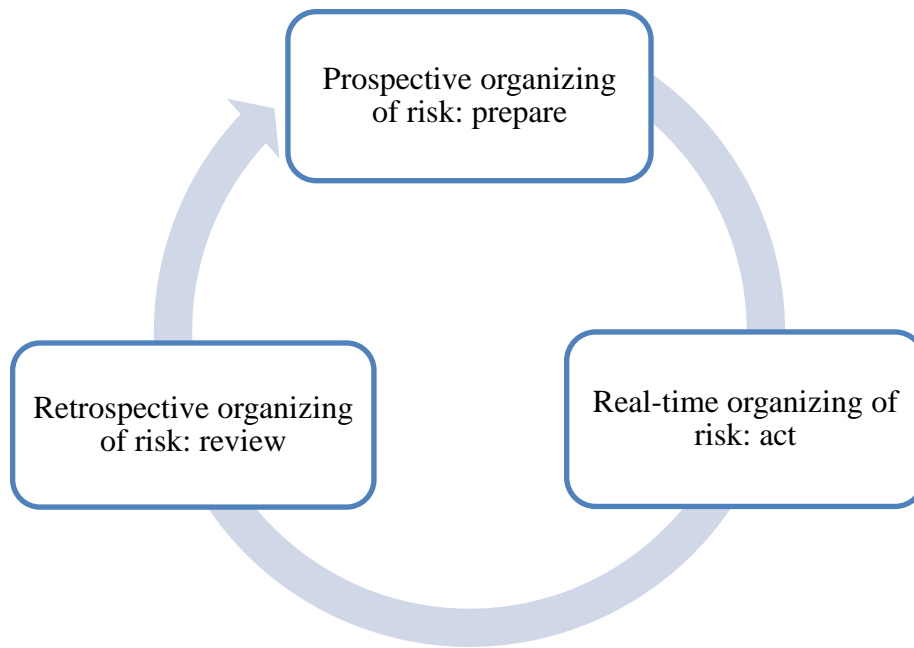 Prospective organizing
of risk: prepare
Real-time organizing of
risk: act
Retrospective organizing
of risk: review